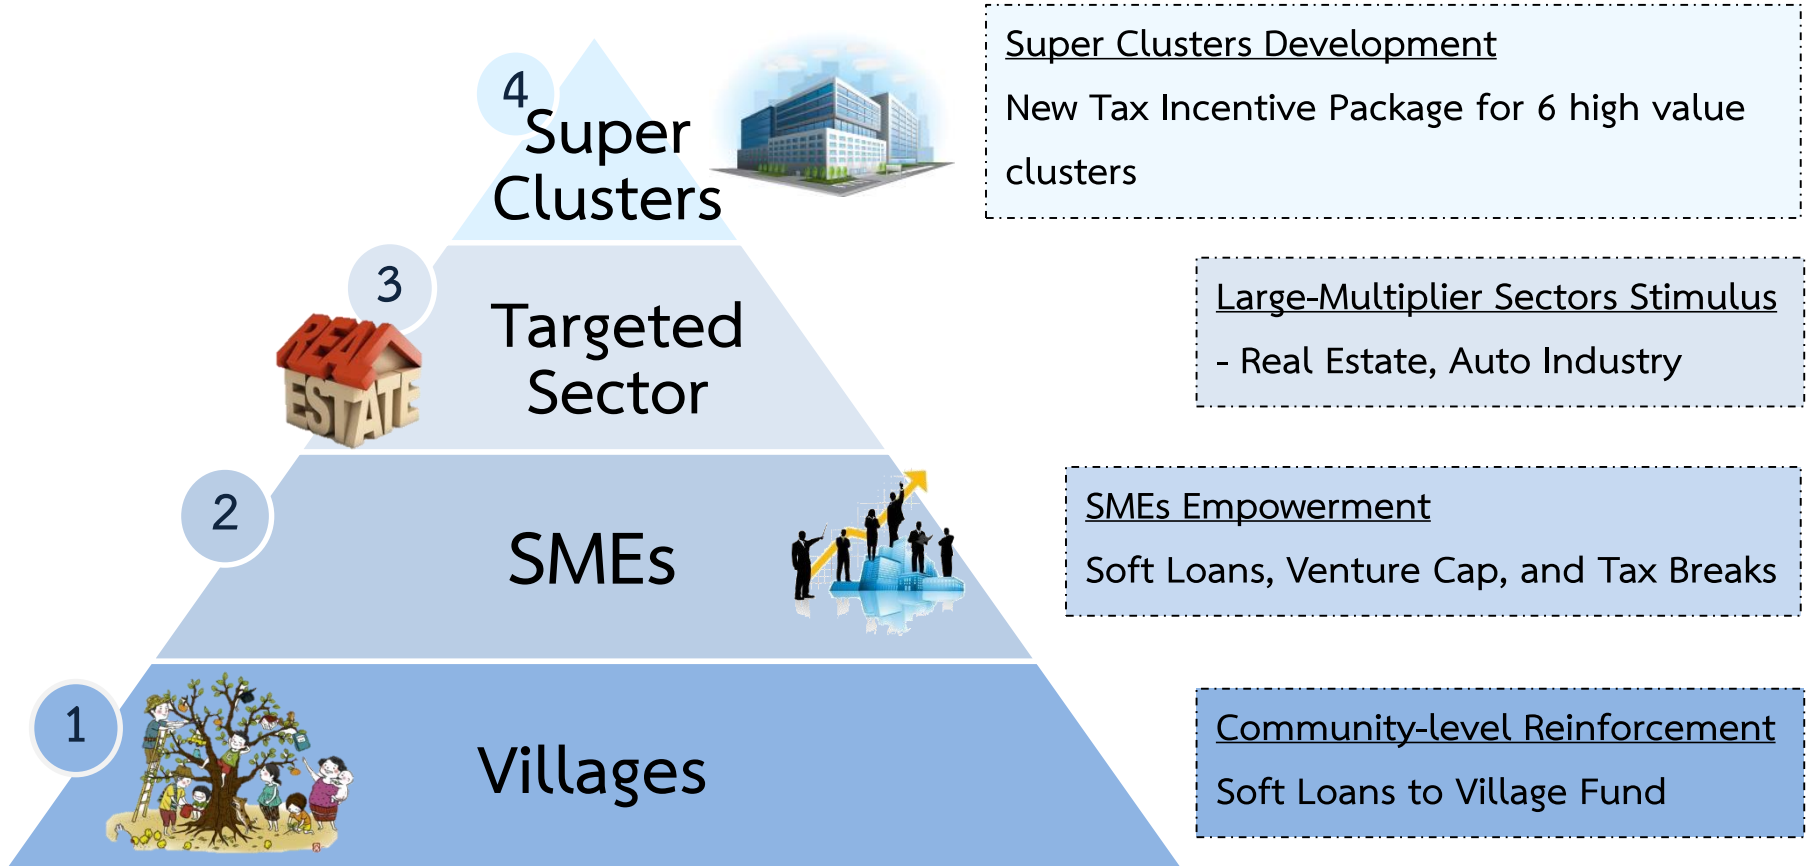 4
Super
Clusters
Super Clusters Development
New Tax Incentive Package for 6 high value
clusters
3
REAL
ESTATE
Targeted
Sector
Large-Multiplier Sectors Stimulus
- Real Estate, Auto Industry
2
SMEs
SMEs Empowerment
Soft Loans, Venture Cap, and Tax Breaks
1
Villages
Community-level Reinforcement
Soft Loans to Village Fund